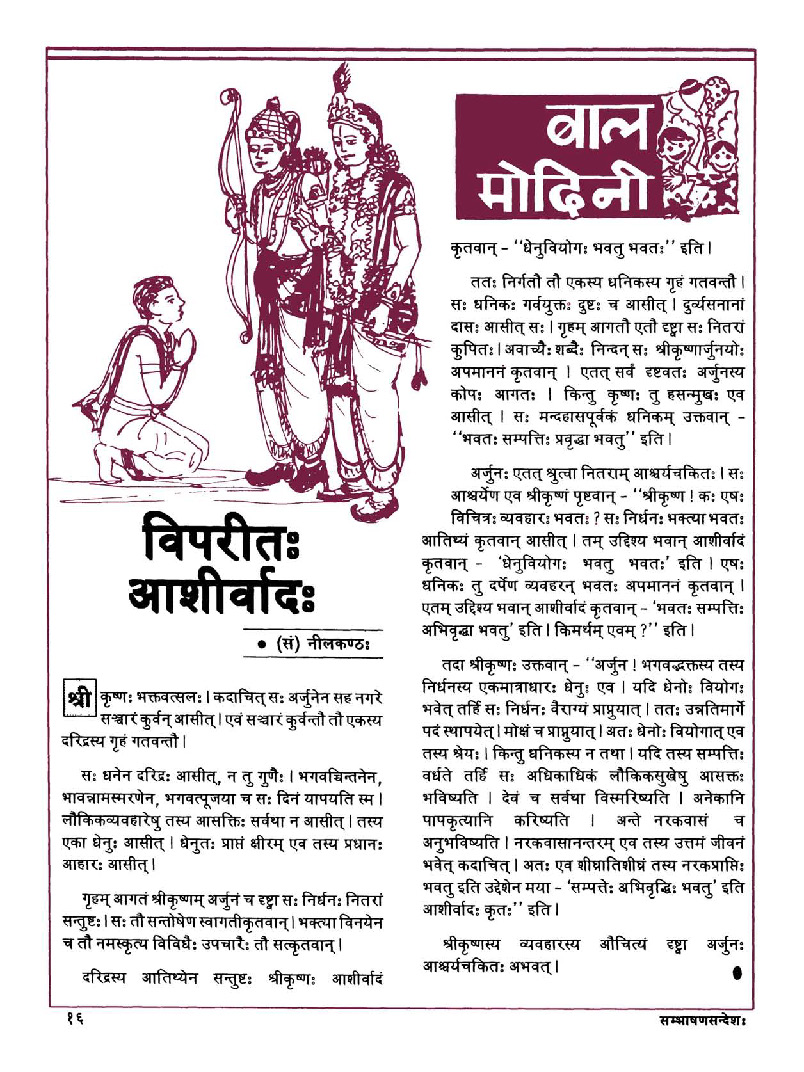 बाल
मोदिनी
विपरीतः
आशीर्वादः
• (सं) नीलकण्ठः
श्रीकृष्णः भक्तवत्सलः । कदाचित् सः अर्जुनेन सह नगरे
सञ्चारं कुर्वन् आसीत् । एवं सञ्चारं कुर्वन्तौ तौ एकस्य
दरिद्रस्य गृहं गतवन्तौ ।
सः धनेन दरिद्रः आसीत्, न तु गुणैः । भगवच्चिन्तनेन,
भावन्नामस्मरणेन, भगवत्पूजया च सः दिनं यापयति स्म ।
लौकिकव्यवहारेषु तस्य आसक्तिः सर्वथा न आसीत् । तस्य
एका धेनुः आसीत् । धेनुतः प्राप्तं क्षीरम् एव तस्य प्रधानः
आहारः आसीत् ।
गृहम् आगतं श्रीकृष्णम् अर्जुनं च दृष्ट्वा सः निर्धनः नितरां
सन्तुष्टः । सः तौ सन्तोषेण स्वागतीकृतवान् । भक्त्या विनयेन
च तौ नमस्कृत्य विविधैः उपचारैः तौ सत्कृतवान् ।
दरिद्रस्य आतिथ्येन सन्तुष्टः श्रीकृष्णः आशीर्वादं
कृतवान् - ''धेनुवियोगः भवतु भवतः'' इति ।
ततः निर्गतौ तौ एकस्य धनिकस्य गृहं गतवन्तौ ।
सः धनिकः गर्वयुक्तः दुष्टः च आसीत् । दुर्व्यसनानां
दासः आसीत् सः । गृहम् आगतौ एतौ दृष्ट्वा सः नितरां
कुपितः । अवाच्यैः शब्दैः निन्दन् सः श्रीकृष्णार्जुनयोः
अपमाननं कृतवान् । एतत् सर्वं दृष्टवतः अर्जुनस्य
कोपः आगतः । किन्तु कृष्णः तु हसन्मुखः एव
आसीत् । सः मन्दहासपूर्वकं धनिकम् उक्तवान् -
''भवतः सम्पत्तिः प्रवृद्धा भवतु'' इति ।
अर्जुनः एतत् श्रुत्वा नितराम् आश्चर्यचकितः । सः
आश्चर्येण एव श्रीकृष्णं पृष्टवान् - ''श्रीकृष्ण ! कः एषः
विचित्रः व्यवहारः भवतः ? सः निर्धनः भक्त्या भवतः
आतिथ्यं कृतवान् आसीत् । तम् उद्दिश्य भवान् आशीर्वादं
कृतवान् - 'धेनुवियोगः भवतु भवतः' इति । एषः
धनिकः तु दर्पेण व्यवहरन् भवतः अपमाननं कृतवान् ।
एतम् उद्दिश्य भवान् आशीर्वादं कृतवान् - 'भवतः सम्पत्तिः
अभिवृद्धा भवतु' इति । किमर्थम् एवम् ?'' इति ।
तदा श्रीकृष्णः उक्तवान् - ''अर्जुन ! भगवद्भक्तस्य तस्य
निर्धनस्य एकमात्राधारः धेनुः एव । यदि धेनोः वियोगः
भवेत् तर्हि सः निर्धनः वैराग्यं प्राप्नुयात् । ततः उन्नतिमार्गे
पदं स्थापयेत् । मोक्षं च प्राप्नुयात् । अतः धेनोः वियोगात् एव
तस्य श्रेयः । किन्तु धनिकस्य न तथा । यदि तस्य सम्पत्तिः
वर्धते तर्हि सः अधिकाधिकं लौकिकसुखेषु आसक्तः
भविष्यति । देवं च सर्वथा विस्मरिष्यति । अनेकानि
पापकृत्यानि करिष्यति । अन्ते नरकवासं च
अनुभविष्यति । नरकवासानन्तरम् एव तस्य उत्तमं जीवनं
भवेत् कदाचित् । अतः एव शीघ्रातिशीघ्रं तस्य नरकप्राप्तिः
भवतु इति उद्देशेन मया - 'सम्पत्तेः अभिवृद्धिः भवतु' इति
आशीर्वादः कृतः'' इति ।
श्रीकृष्णस्य व्यवहारस्य औचित्यं दृष्ट्वा अर्जुनः
आश्चर्यचकितः अभवत् ।
१६
सम्भाषणसन्देशः